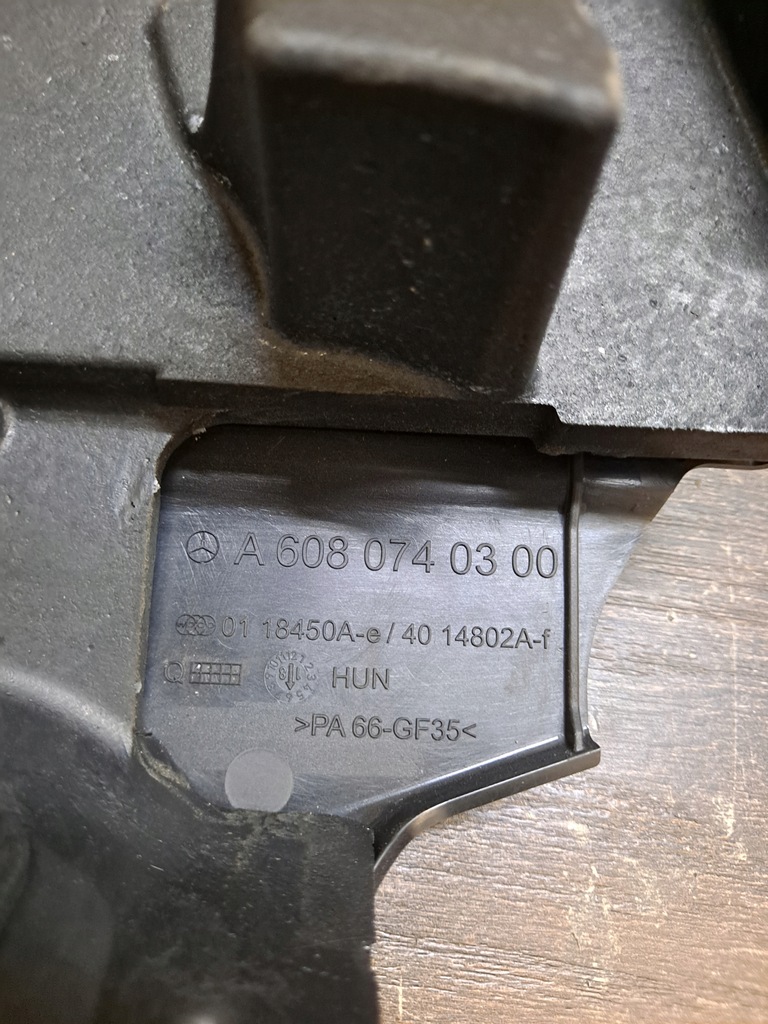 A 608 074 03 00
01 18450A-e / 40 14802A-f
Q HUN
>PA 66-GF35<